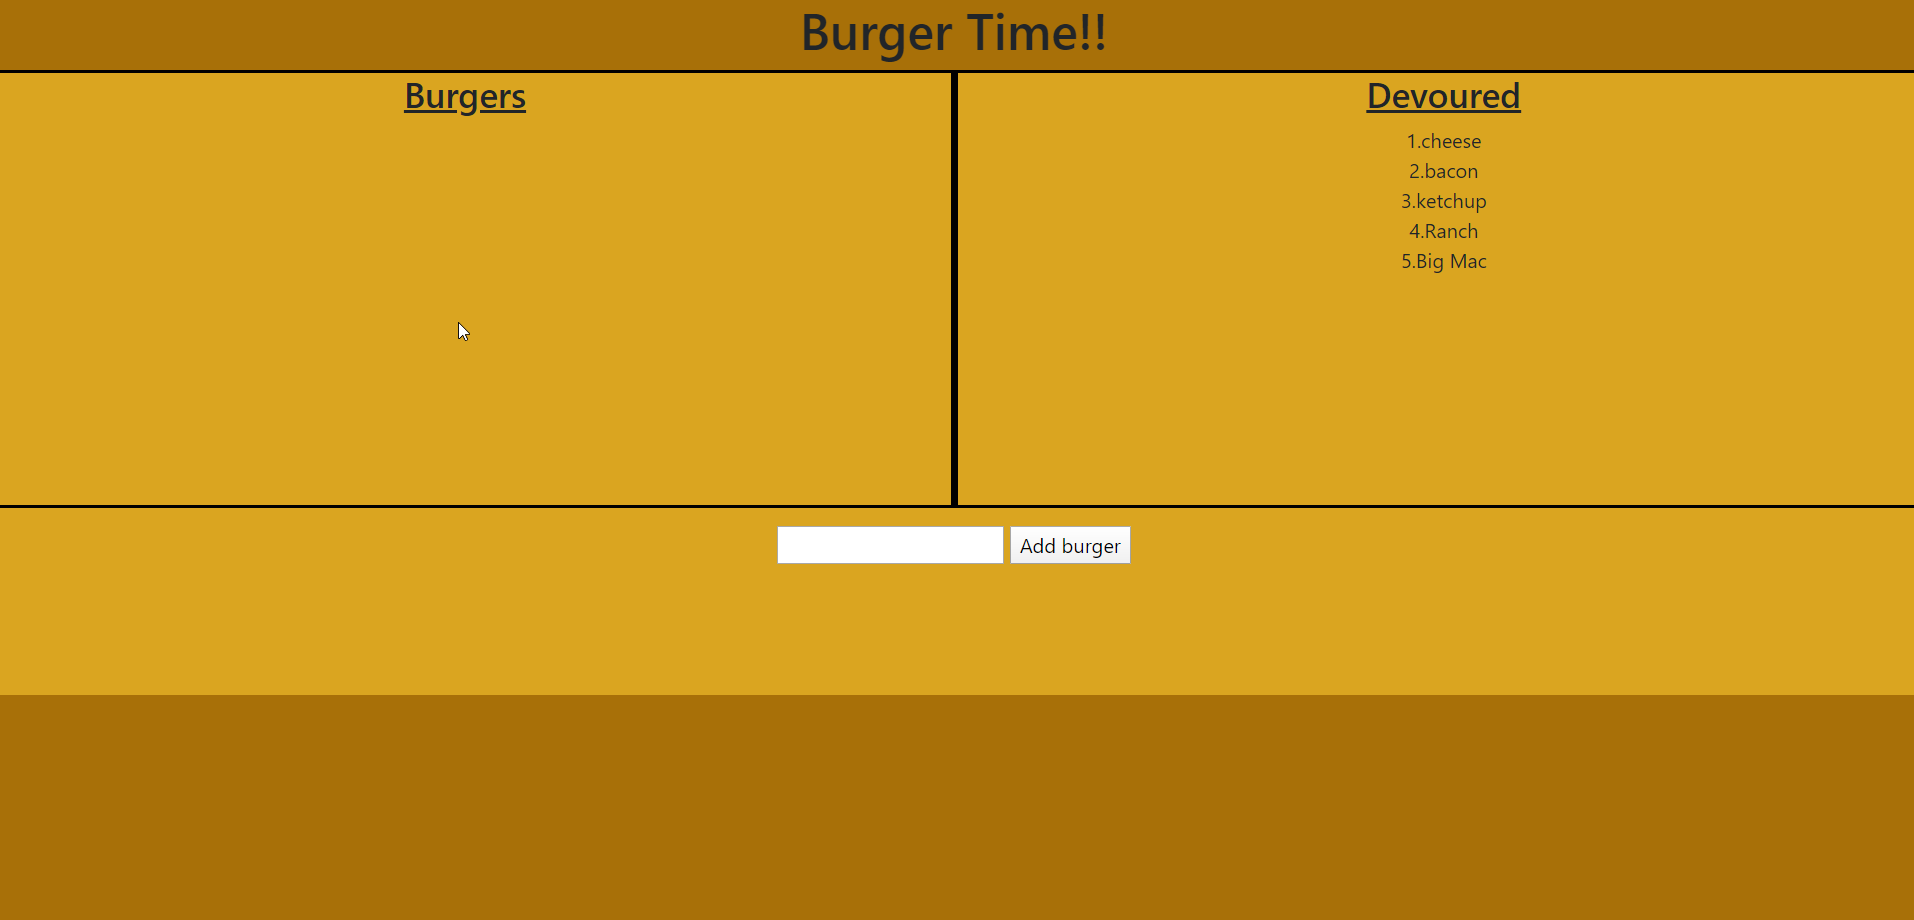 Burger Time!!
Burgers
Devoured
1.cheese
2.bacon
3.ketchup
4.Ranch
5.Big Mac
Add burger